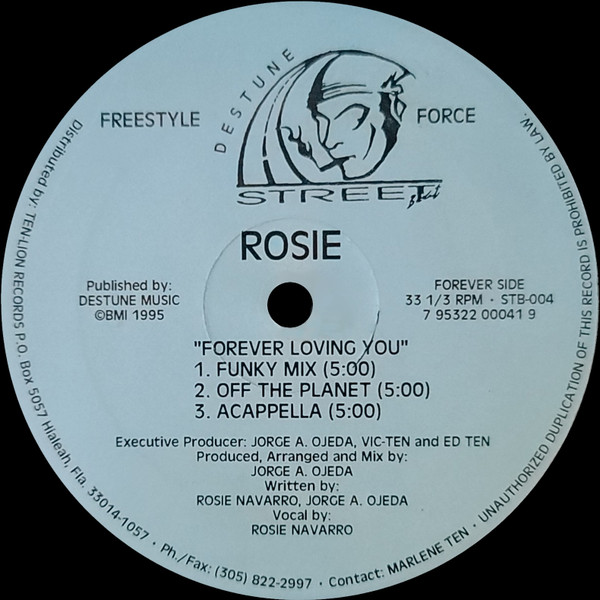 DESTUNE
FREESTYLE
FORCE
STREET
ROSIE
Published by:
DESTUNE MUSIC
©BMI 1995
FOREVER SIDE
33 1/3 RPM · STB-004
7 95322 00041 9
"FOREVER LOVING YOU"
1. FUNKY MIX (5:00)
2. OFF THE PLANET (5:00)
3. ACAPPELLA (5:00)
Executive Producer: JORGE A. OJEDA, VIC-TEN and ED TEN
Produced, Arranged and Mix by:
JORGE A. OJEDA
Written by:
ROSIE NAVARRO, JORGE A. OJEDA
Vocal by:
ROSIE NAVARRO
Distributed by: TEN-LION RECORDS P.O. Box 5057 Hialeah, Fla. 33014-1057 · Ph./Fax: (305) 822-2997 · Contact: MARLENE TEN · UNAUTHORIZED DUPLICATION OF THIS RECORD IS PROHIBITED BY LAW.